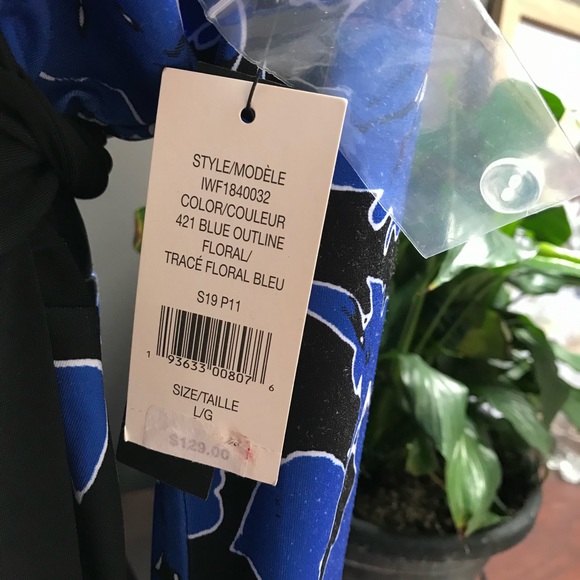 STYLE/MODÈLE
IWF1840032
COLOR/COULEUR
421 BLUE OUTLINE
FLORAL/
TRACÉ FLORAL BLEU
S19 P11
1 93633 00807 6
SIZE/TAILLE
L/G
$129.00